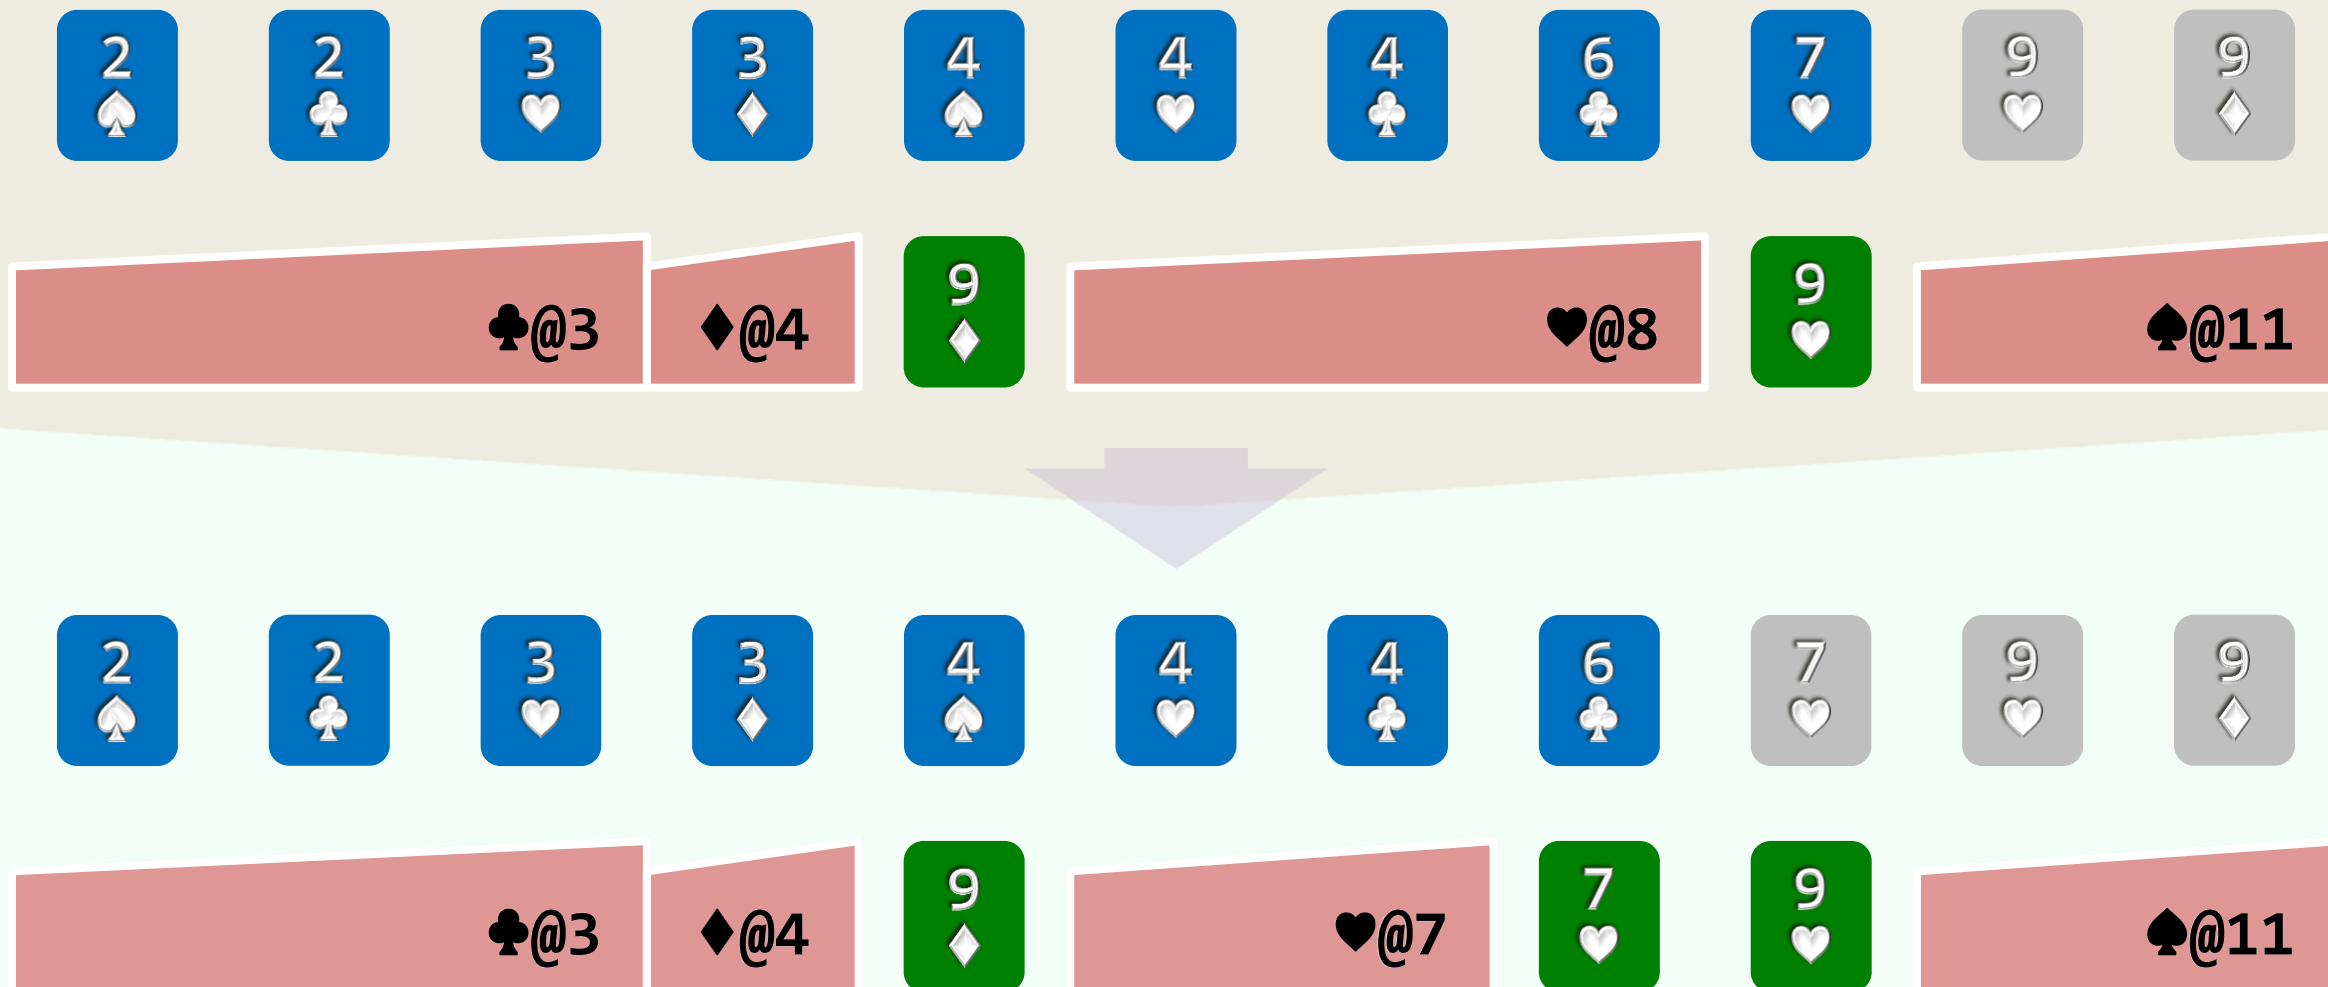 2 2 3 3 4 4 4 6 7 9 9
♠ ♣ ♥ ♦ ♠ ♥ ♣ ♣ ♥ ♥ ♦
♣@3 ♦@4 9 ♦ ♥@8 9 ♥ ♠@11
2 2 3 3 4 4 4 6 7 9 9
♠ ♣ ♥ ♦ ♠ ♥ ♣ ♣ ♥ ♥ ♦
♣@3 ♦@4 9 ♦ ♥@7 7 ♥ 9 ♥ ♠@11